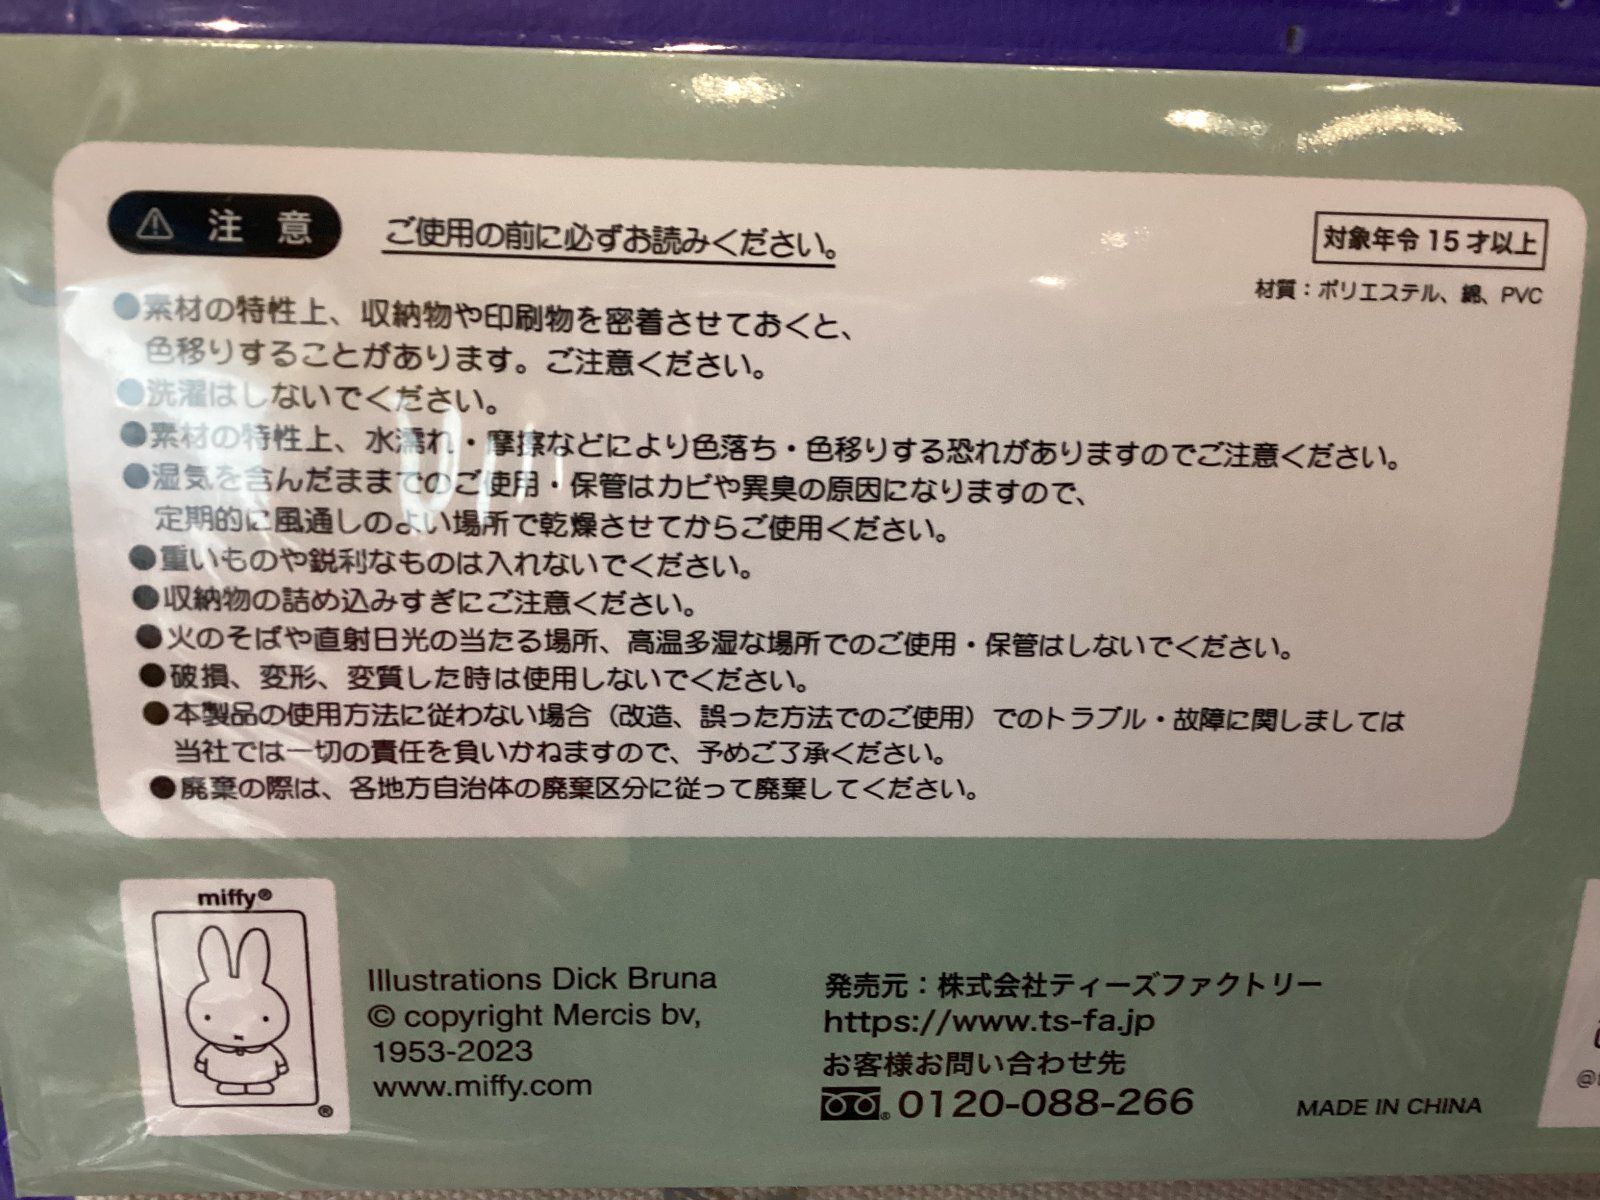 ⚠ 注意 ご使用の前に必ずお読みください。
対象年令15才以上
材質：ポリエステル、綿、PVC
●素材の特性上、収納物や印刷物を密着させておくと、
色移りすることがあります。ご注意ください。
●洗濯はしないでください。
●素材の特性上、水濡れ・摩擦などにより色落ち・色移りする恐れがありますのでご注意ください。
●湿気を含んだままでのご使用・保管はカビや異臭の原因になりますので、
定期的に風通しのよい場所で乾燥させてからご使用ください。
●重いものや鋭利なものは入れないでください。
●収納物の詰め込みすぎにご注意ください。
●火のそばや直射日光の当たる場所、高温多湿な場所でのご使用・保管はしないでください。
●破損、変形、変質した時は使用しないでください。
●本製品の使用方法に従わない場合（改造、誤った方法でのご使用）でのトラブル・故障に関しましては
当社では一切の責任を負いかねますので、予めご了承ください。
●廃棄の際は、各地方自治体の廃棄区分に従って廃棄してください。
miffy®
®
Illustrations Dick Bruna
© copyright Mercis bv,
1953-2023
www.miffy.com
発売元：株式会社ティーズファクトリー
https://www.ts-fa.jp
お客様お問い合わせ先
® 0120-088-266
MADE IN CHINA